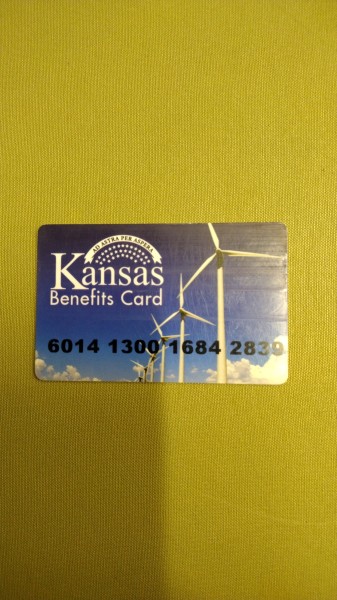 AD ASTRA PER ASPERA
Kansas
Benefits Card
6014 1300 1684 2839